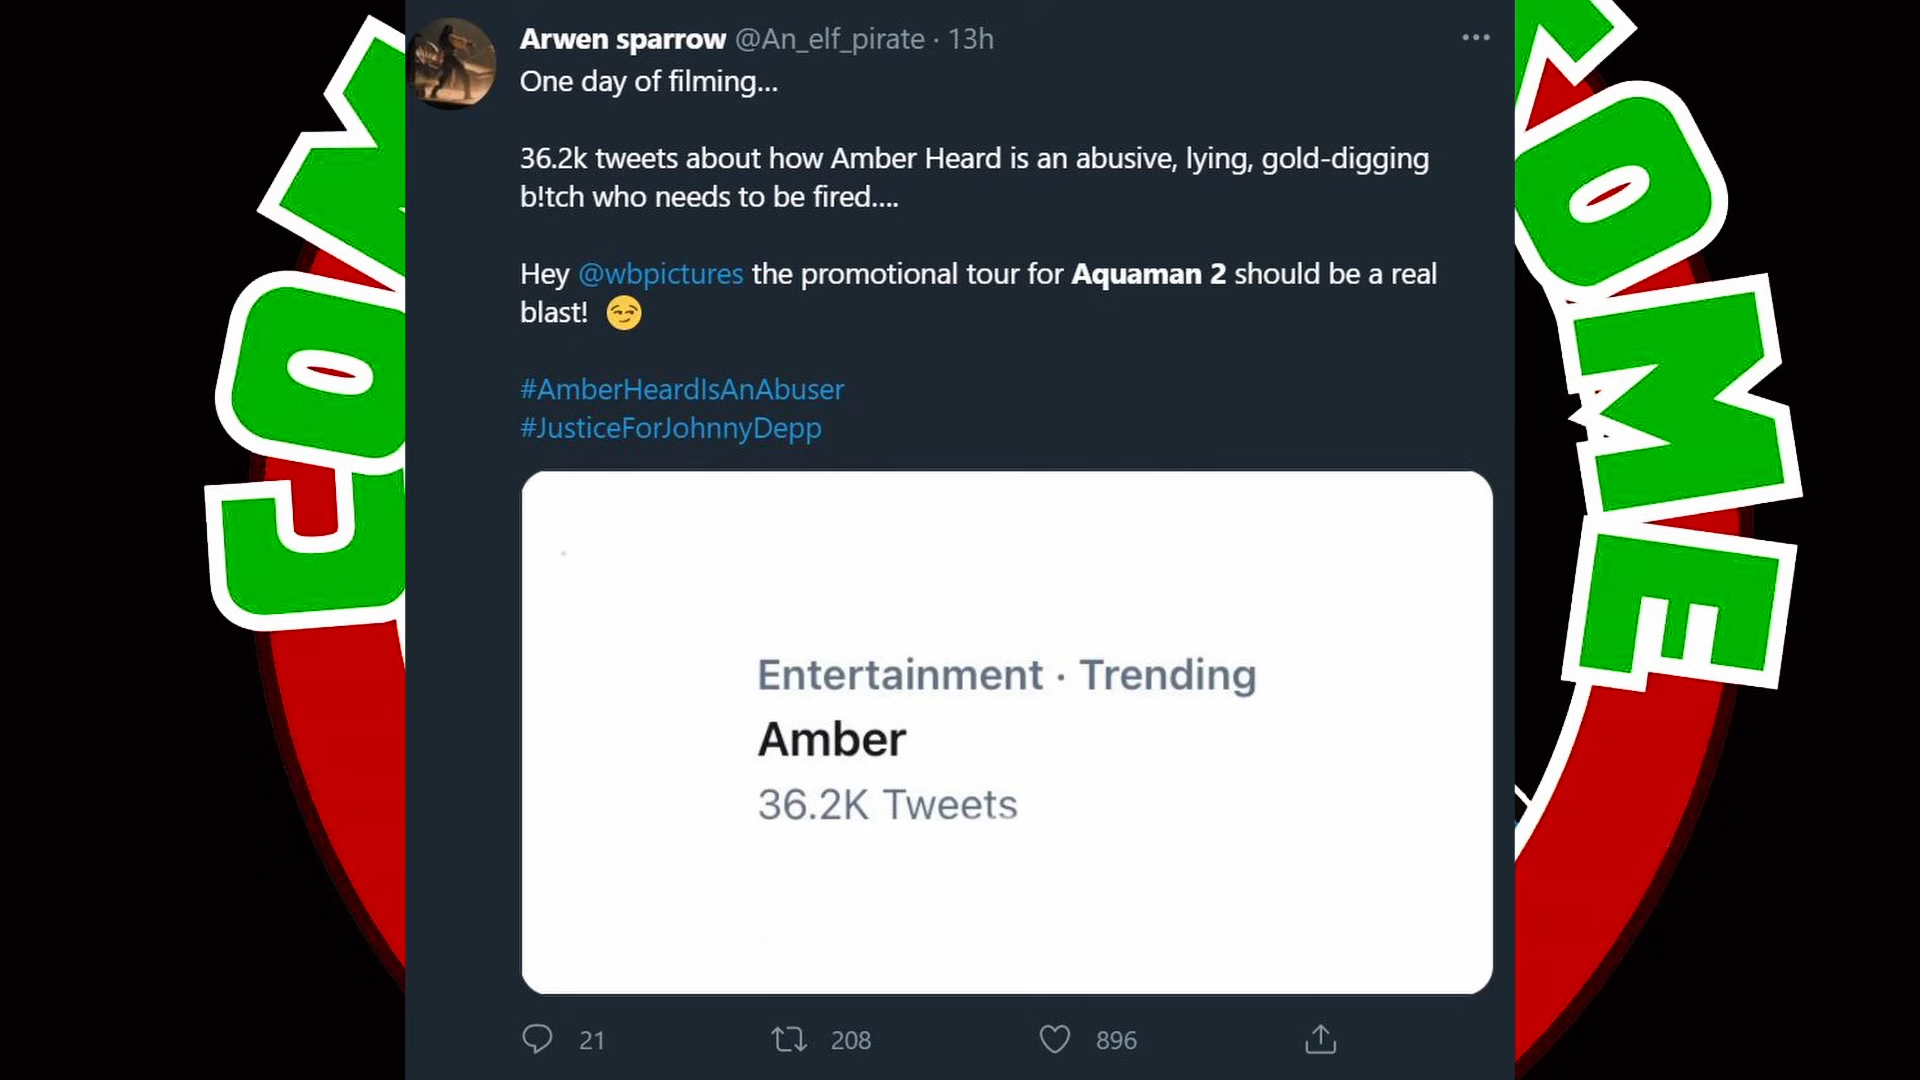 Arwen sparrow @An_elf_pirate · 13h
One day of filming...
36.2k tweets about how Amber Heard is an abusive, lying, gold-digging
b!tch who needs to be fired....
Hey @wbpictures the promotional tour for Aquaman 2 should be a real
blast! 😏
#AmberHeardIsAnAbuser
#JusticeForJohnnyDepp
Entertainment · Trending
Amber
36.2K Tweets
21 208 896
OME